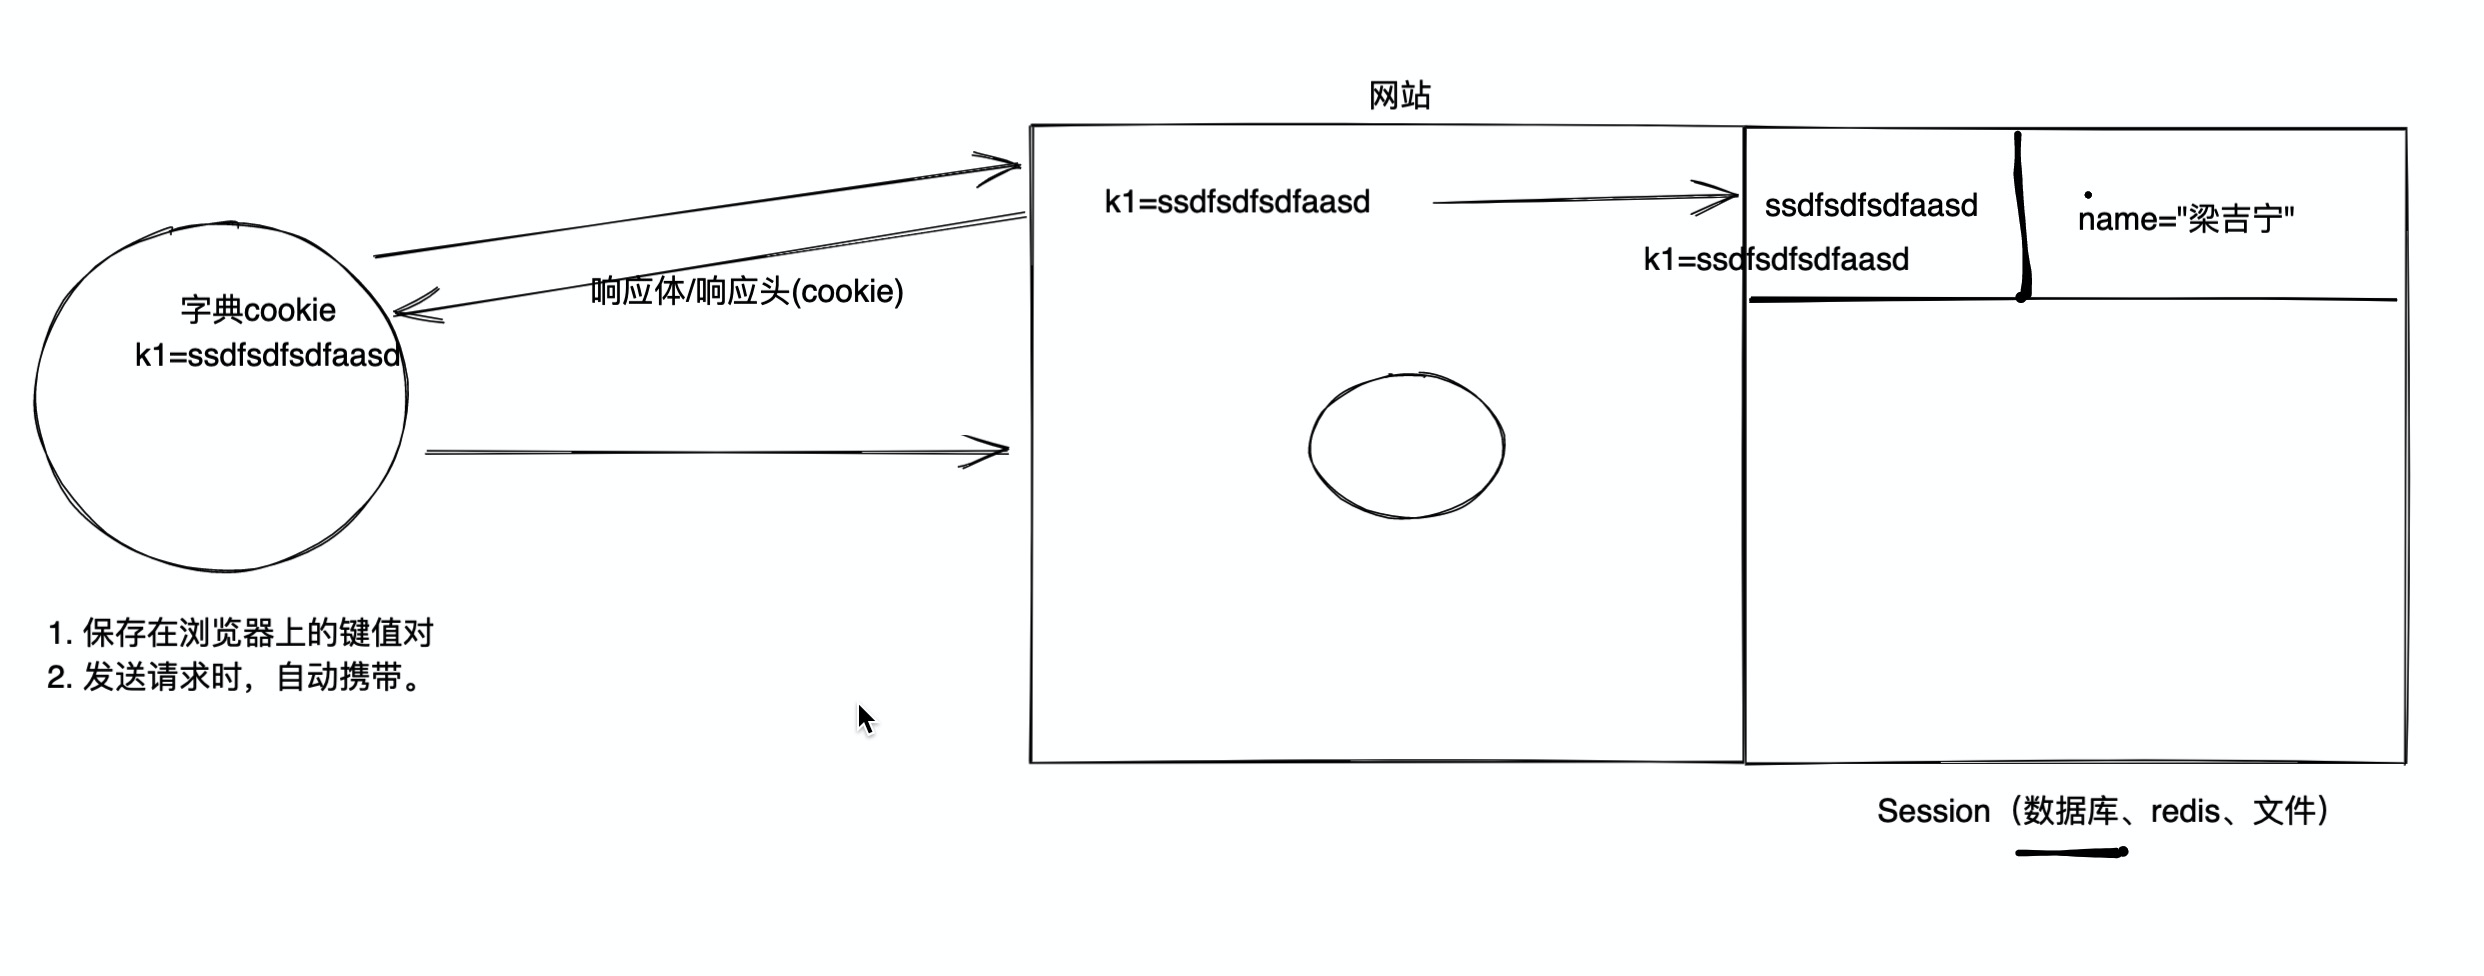 网站
k1=ssdfsdfsdfaasd
ssdfsdfsdfaasd
name="梁吉宁"
k1=ssdfsdfsdfaasd
响应体/响应头(cookie)
字典cookie
k1=ssdfsdfsdfaasd
1. 保存在浏览器上的键值对
2. 发送请求时，自动携带。
Session（数据库、redis、文件）